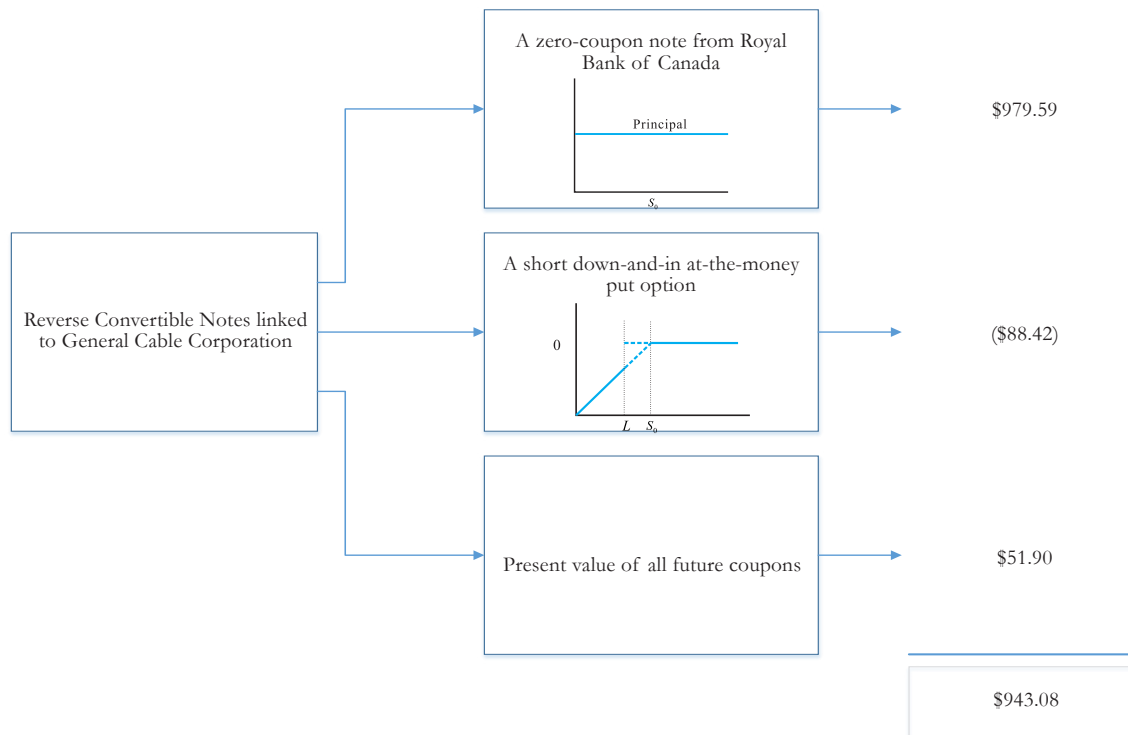 A zero-coupon note from Royal
Bank of Canada
Principal
S₀
$979.59
Reverse Convertible Notes linked
to General Cable Corporation
A short down-and-in at-the-money
put option
0
L S₀
($88.42)
Present value of all future coupons
$51.90
$943.08